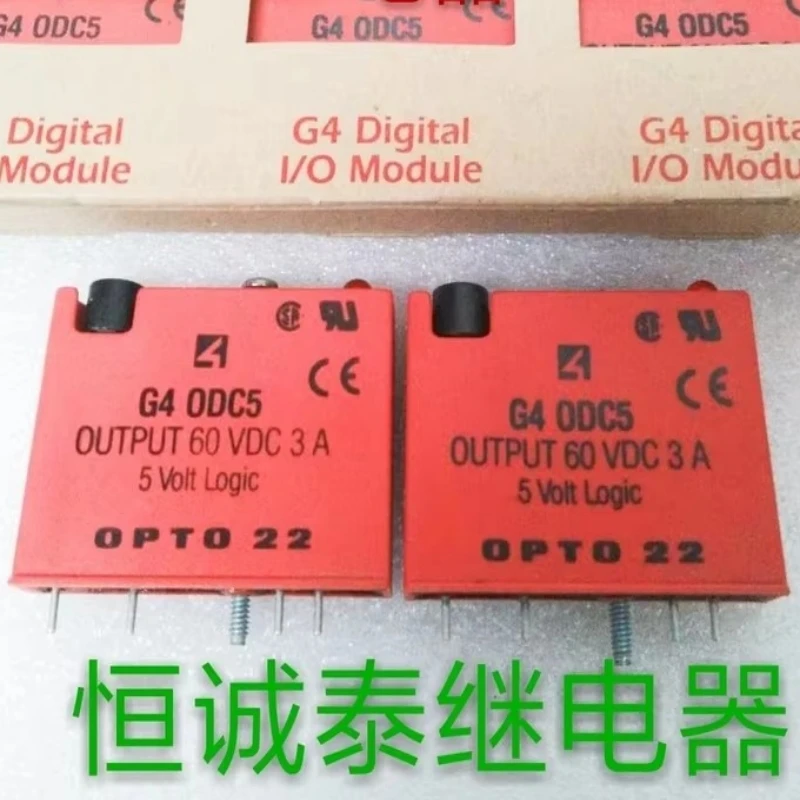 G4 ODC5
G4 ODC5
G4 ODC5
Digital
Module
G4 Digital
I/O Module
G4 Digita
I/O Modu
CE
G4 ODC5
OUTPUT 60 VDC 3 A
5 Volt Logic
OPTO 22
CE
G4 ODC5
OUTPUT 60 VDC 3 A
5 Volt Logic
OPTO 22
恒诚泰继电器